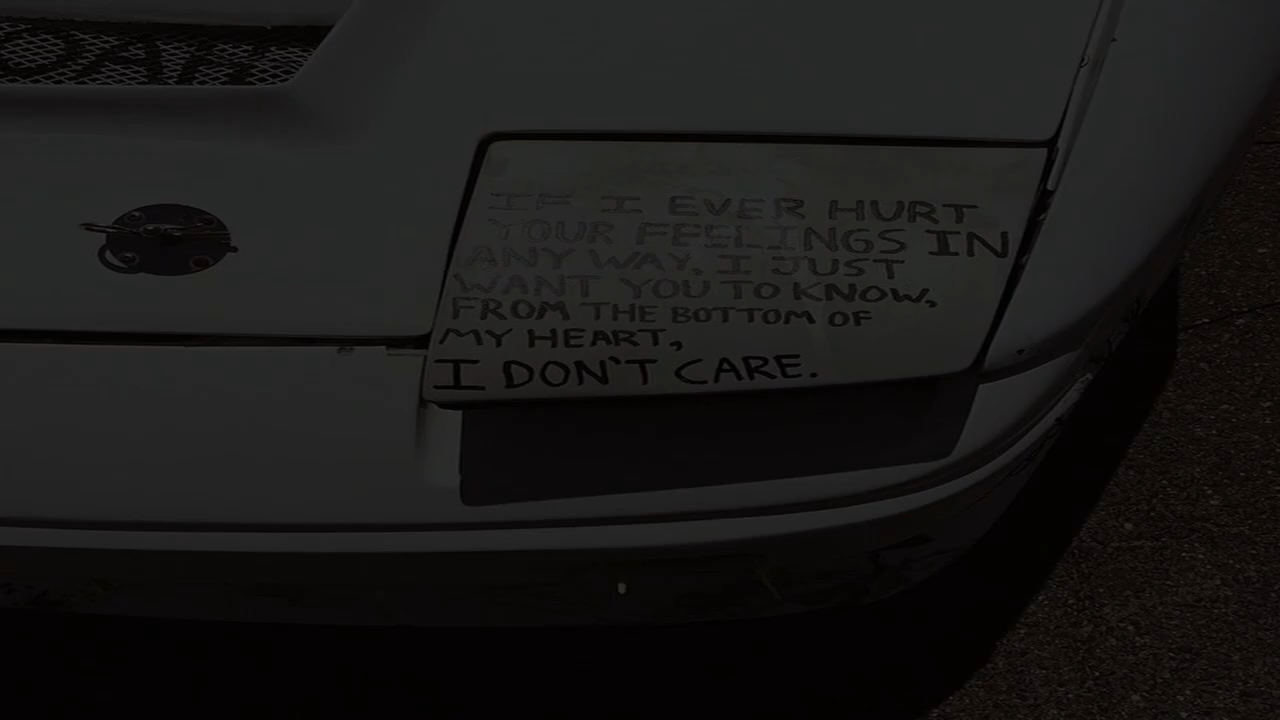 IF I EVER HURT
YOUR FEELINGS IN
ANY WAY, I JUST
WANT YOU TO KNOW,
FROM THE BOTTOM OF
MY HEART,
I DON'T CARE.